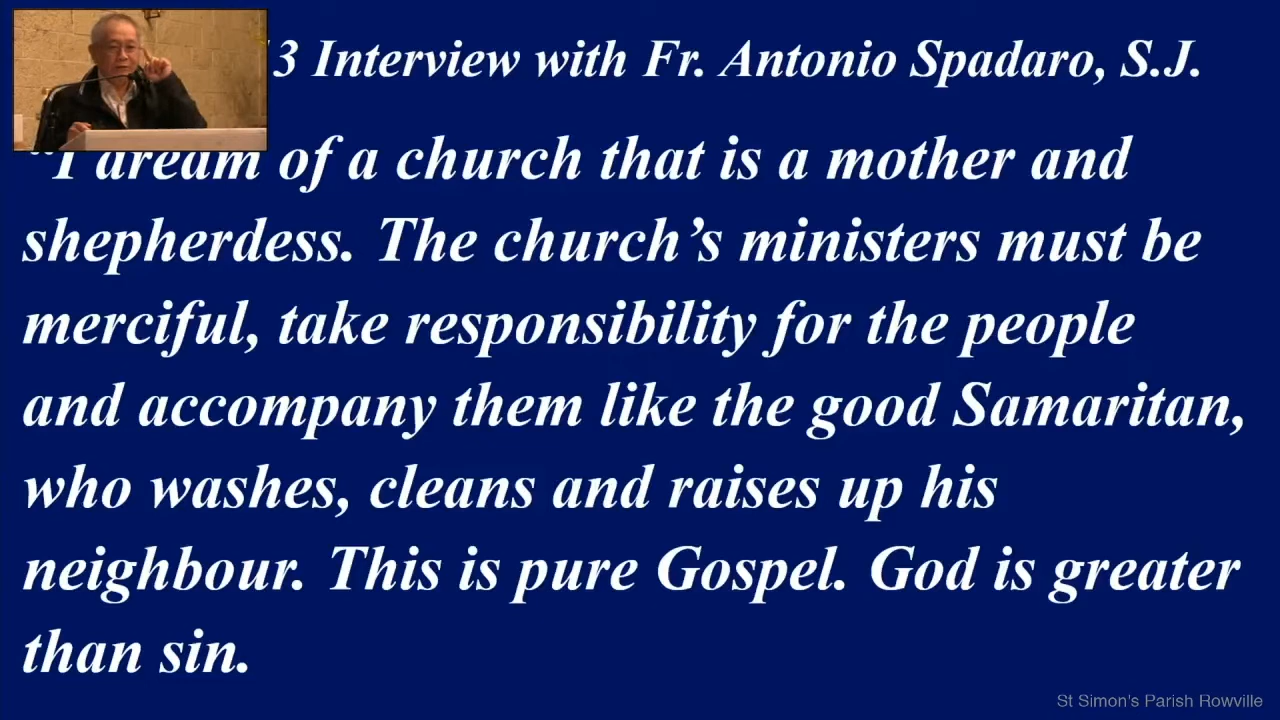 3 Interview with Fr. Antonio Spadaro, S.J.
“I dream of a church that is a mother and
shepherdess. The church’s ministers must be
merciful, take responsibility for the people
and accompany them like the good Samaritan,
who washes, cleans and raises up his
neighbour. This is pure Gospel. God is greater
than sin.
St Simon's Parish Rowville